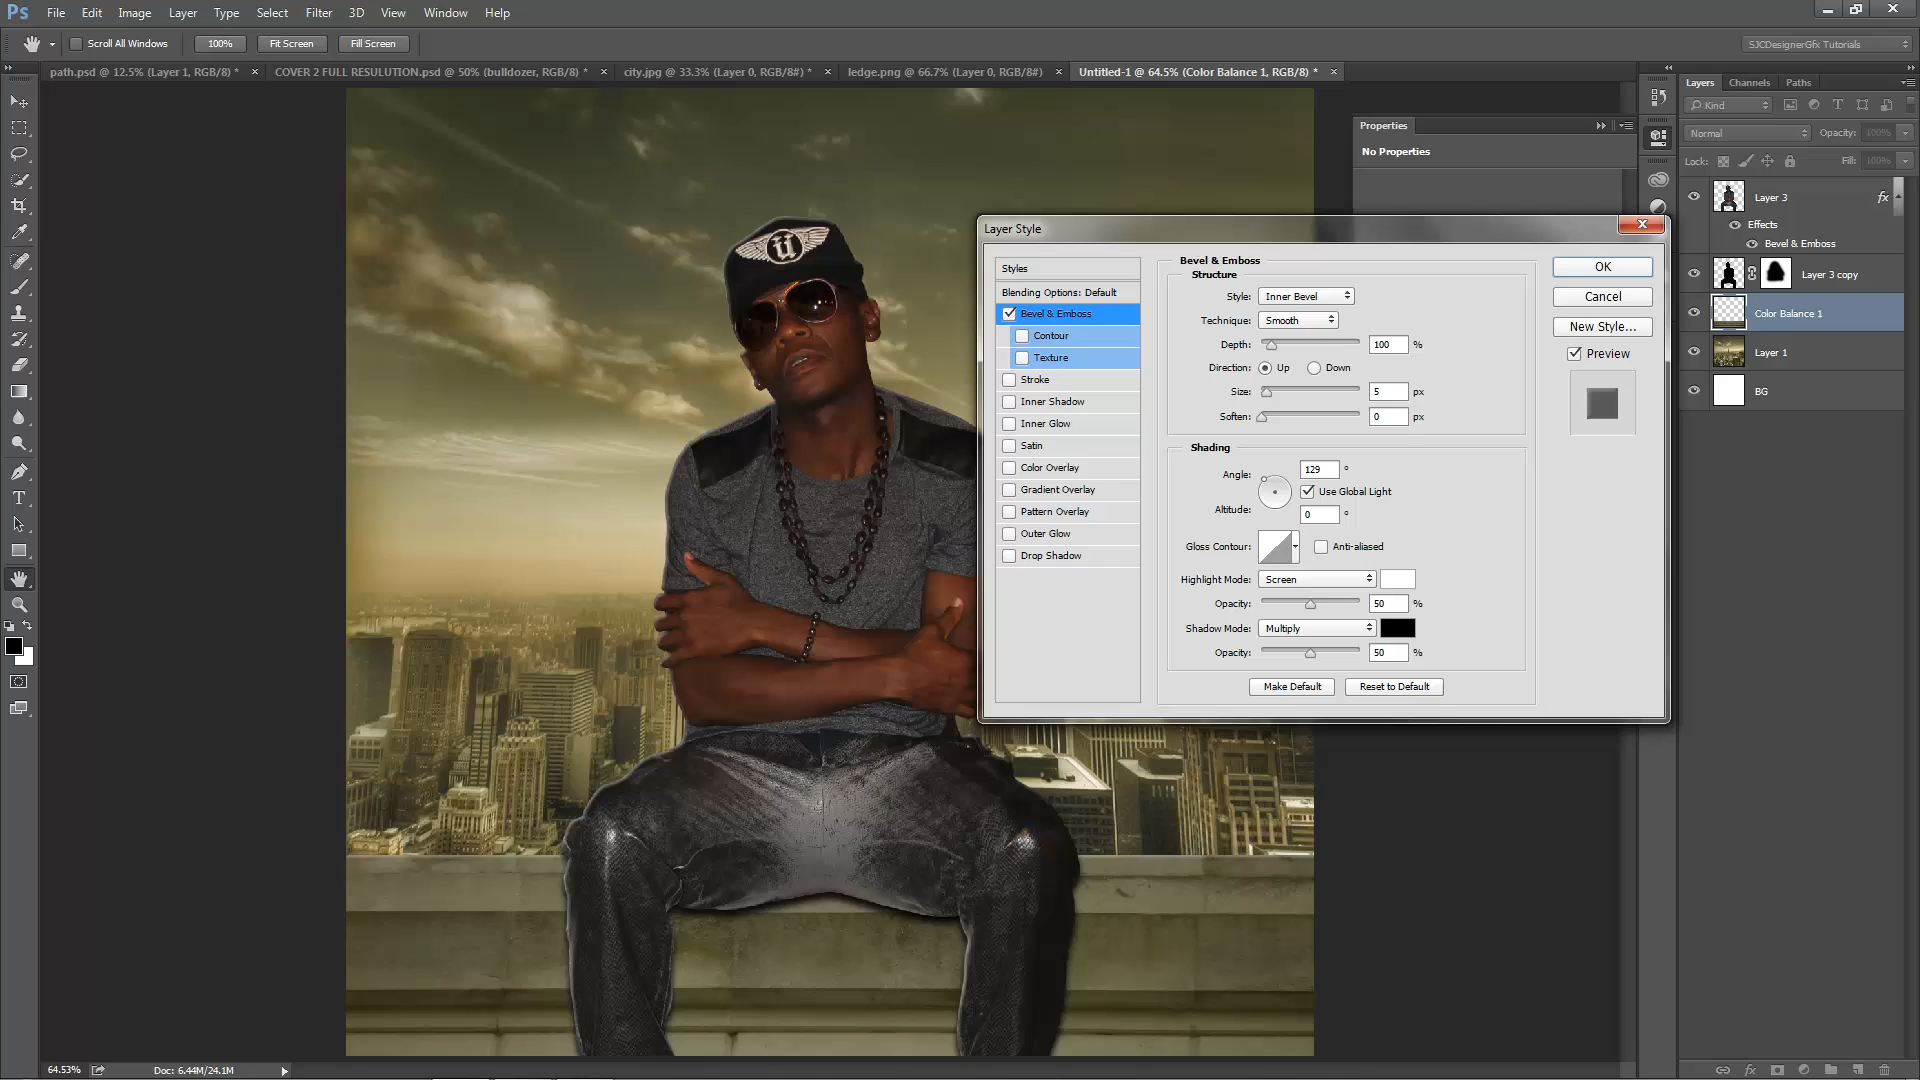 Ps File Edit Image Layer Type Select Filter 3D View Window Help
Scroll All Windows 100% Fit Screen Fill Screen SJCDesignerGfx Tutorials
path.psd @ 12.5% (Layer 1, RGB/8) * COVER 2 FULL RESULUTION.psd @ 50% (bulldozer, RGB/8) * city.jpg @ 33.3% (Layer 0, RGB/8#) * ledge.png @ 66.7% (Layer 0, RGB/8#) Untitled-1 @ 64.5% (Color Balance 1, RGB/8) *
Properties
No Properties
Layers Channels Paths
Kind
Normal Opacity: 100%
Lock: Fill: 100%
Layer 3 fx
Effects
Bevel & Emboss
Layer 3 copy
Color Balance 1
Layer 1
BG
Layer Style
Styles
Blending Options: Default
Bevel & Emboss
Contour
Texture
Stroke
Inner Shadow
Inner Glow
Satin
Color Overlay
Gradient Overlay
Pattern Overlay
Outer Glow
Drop Shadow
Bevel & Emboss
Structure
Style: Inner Bevel
Technique: Smooth
Depth: 100 %
Direction: Up Down
Size: 5 px
Soften: 0 px
Shading
Angle: 129 °
Use Global Light
Altitude: 0 °
Gloss Contour: Anti-aliased
Highlight Mode: Screen
Opacity: 50 %
Shadow Mode: Multiply
Opacity: 50 %
Make Default Reset to Default
OK
Cancel
New Style...
Preview
U
64.53% Doc: 6.44M/24.1M
fx